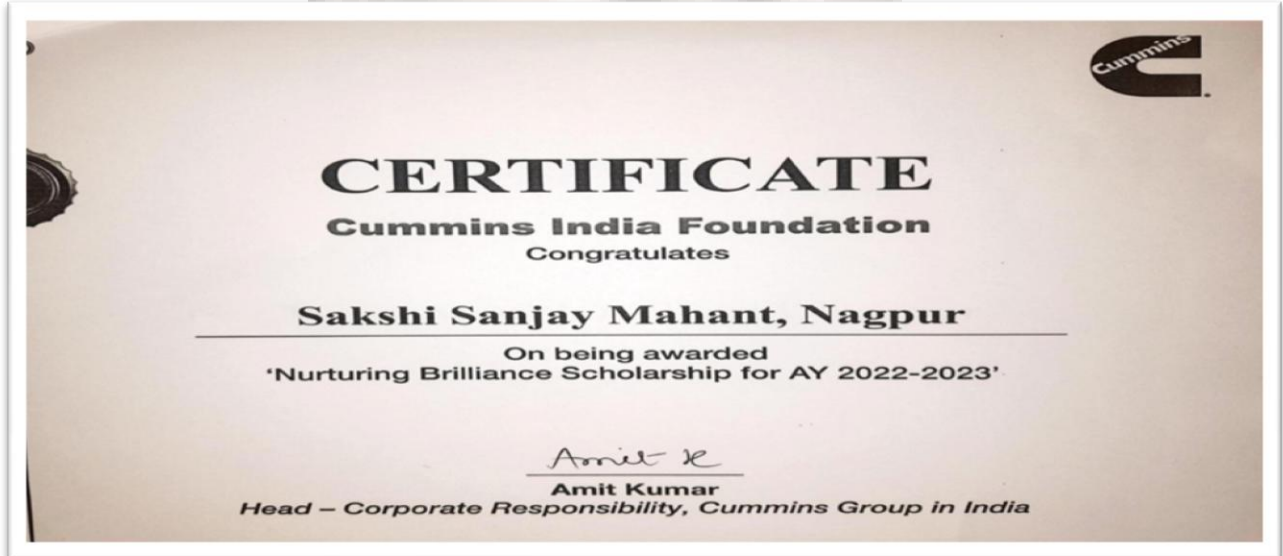 Cummins
CERTIFICATE
Cummins India Foundation
Congratulates
Sakshi Sanjay Mahant, Nagpur
On being awarded
‘Nurturing Brilliance Scholarship for AY 2022-2023’
Amit K
Amit Kumar
Head – Corporate Responsibility, Cummins Group in India